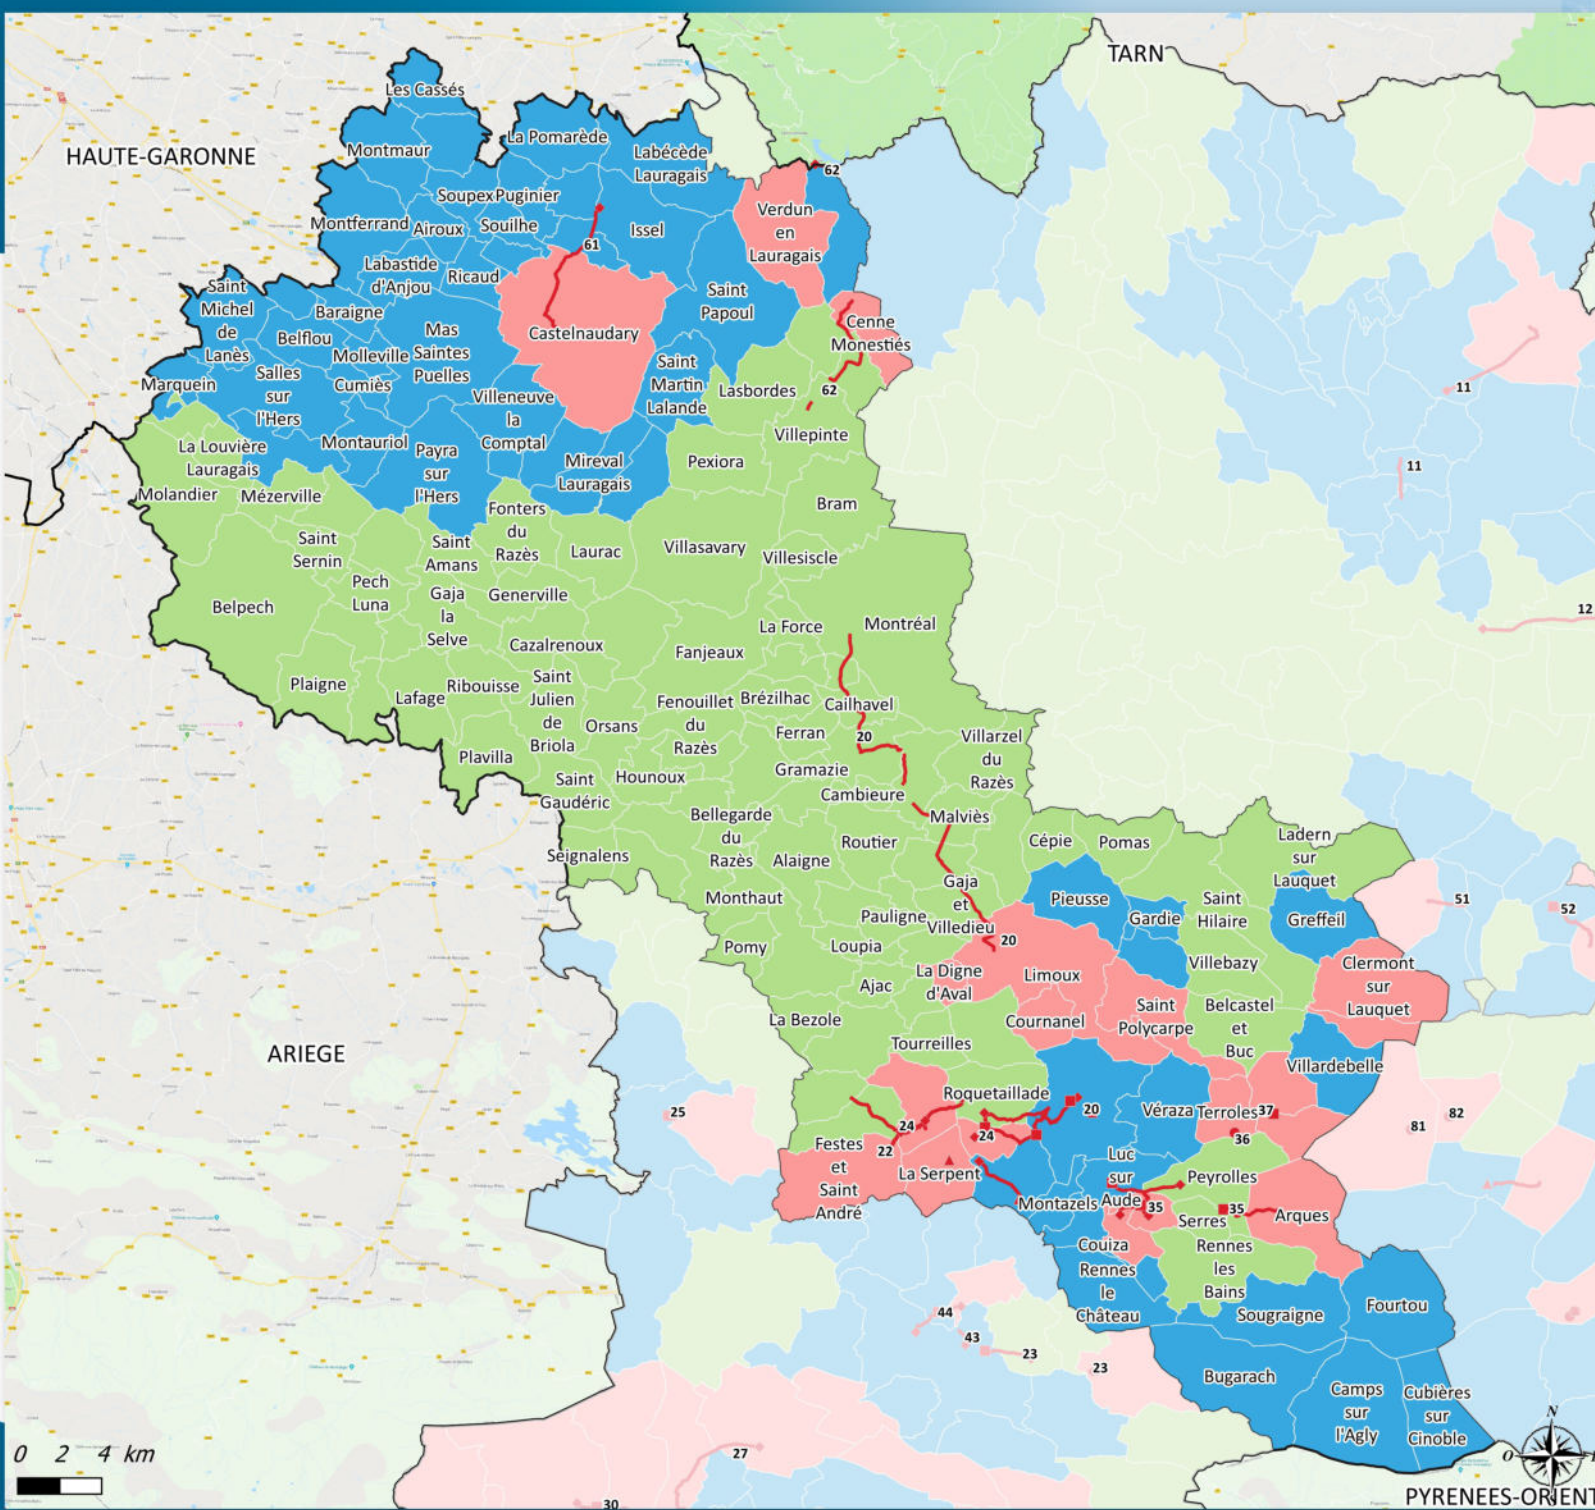 TARN
HAUTE-GARONNE
Les Cassés
La Pomarède
Montmaur
Labécède
Lauragais
62
Soupex
Puginier
Verdun
en
Lauragais
Montferrand
Airoux
Souilhe
Issel
61
Labastide
d'Anjou
Ricaud
Saint
Michel
de
Lanès
Saint
Papoul
Baraigne
Cenne
Monestiés
Belflou
Mas
Saintes
Puelles
Castelnaudary
Molleville
Saint
Martin
Lalande
Marquein
Salles
sur
l'Hers
Cumiès
Villeneuve
la
Comptal
Lasbordes
62
11
Villepinte
La Louvière
Lauragais
Montauriol
Payra
sur
l'Hers
Mireval
Lauragais
Pexiora
11
Molandier
Mézerville
Bram
Fonters
du
Razès
Saint
Sernin
Saint
Amans
Laurac
Villasavary
Villesiscle
Pech
Luna
Gaja
la
Selve
Generville
Belpech
12
La Force
Montréal
Cazalrenoux
Fanjeaux
Plaigne
Lafage
Ribouisse
Saint
Julien
de
Briola
Fenouillet
du
Razès
Brézilhac
Cailhavel
Orsans
Ferran
20
Villarzel
du
Razès
Plavilla
Saint
Gaudéric
Hounoux
Gramazie
Cambieure
Bellegarde
du
Razès
Malviès
Seignalens
Alaigne
Routier
Cépie
Pomas
Ladern
sur
Lauquet
Monthaut
Gaja
et
Villedieu
Pieusse
Saint
Hilaire
51
52
Pauligne
Gardie
Greffeil
Pomy
Loupia
20
Villebazy
Clermont
sur
Lauquet
Ajac
La Digne
d'Aval
Limoux
La Bezole
Cournanel
Saint
Polycarpe
Belcastel
et
Buc
Tourreilles
ARIEGE
Villardebelle
Roquetaillade
25
20
Véraza
Terroles
37
82
81
24
24
36
22
Festes
et
Saint
André
La Serpent
Luc
sur
Aude
Peyrolles
Montazels
35
35
Serres
Arques
Couiza
Rennes
le
Château
Rennes
les
Bains
44
Sougraigne
Fourtou
43
23
23
Bugarach
Camps
sur
l'Agly
Cubières
sur
Cinoble
N
O
0 2 4 km
27
30
PYRENEES-ORIENT